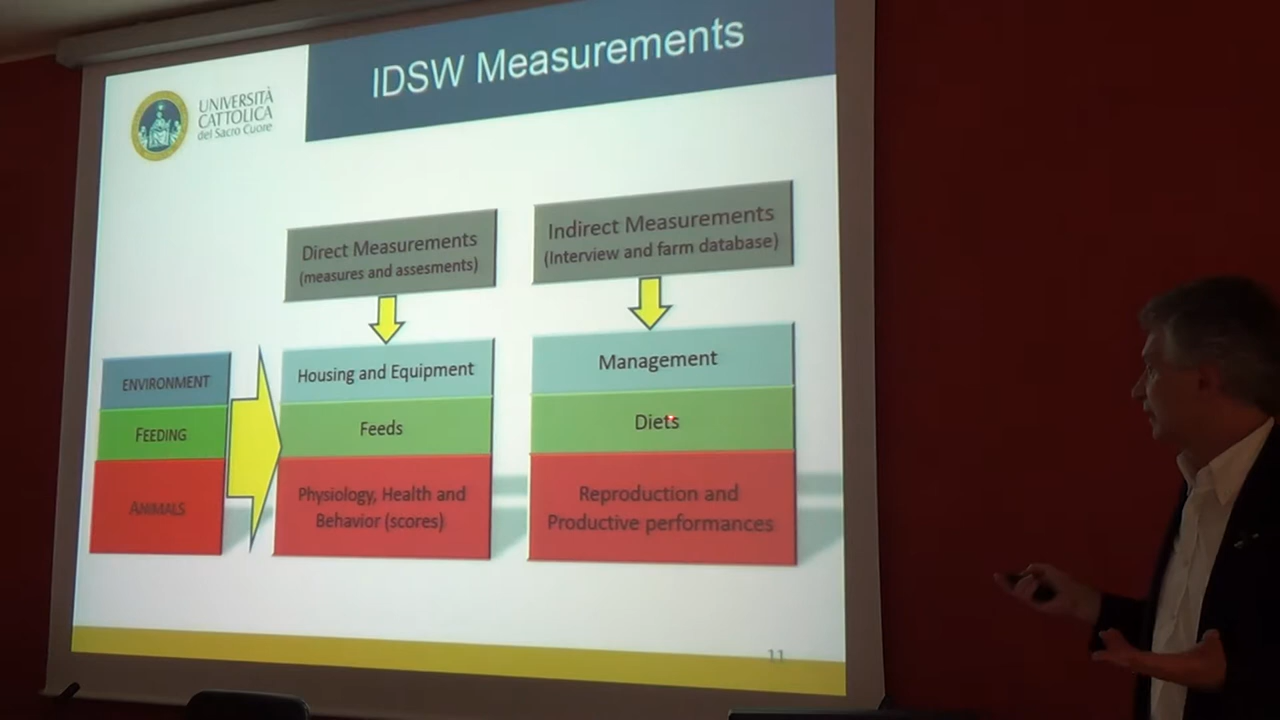 IDSW Measurements
UNIVERSITÀ
CATTOLICA
del Sacro Cuore
Direct Measurements
(measures and assesments)
Indirect Measurements
(Interview and farm database)
ENVIRONMENT
FEEDING
ANIMALS
Housing and Equipment
Feeds
Physiology, Health and
Behavior (scores)
Management
Diets
Reproduction and
Productive performances
11